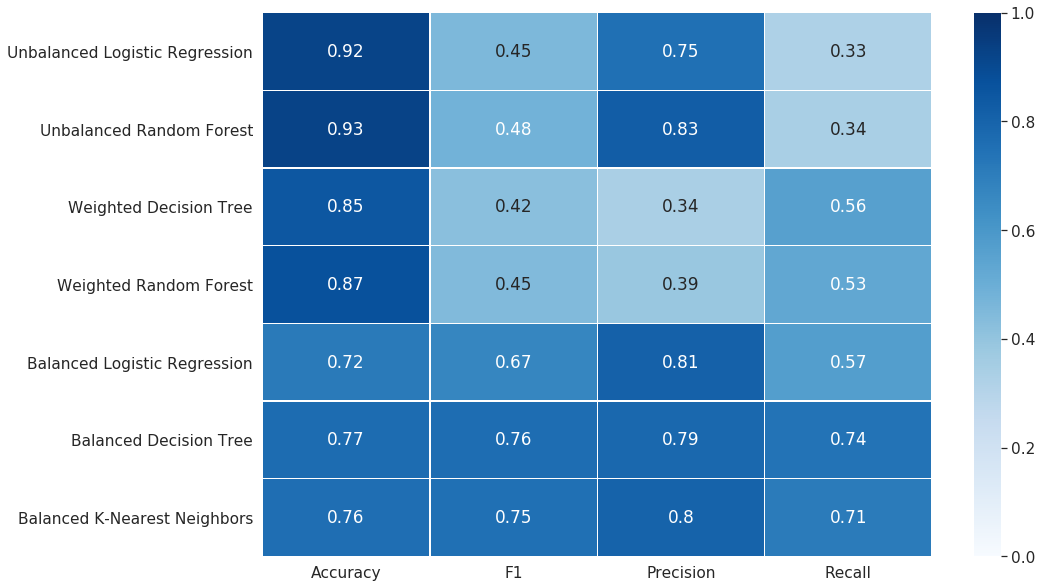 Unbalanced Logistic Regression 0.92 0.45 0.75 0.33
Unbalanced Random Forest 0.93 0.48 0.83 0.34
Weighted Decision Tree 0.85 0.42 0.34 0.56
Weighted Random Forest 0.87 0.45 0.39 0.53
Balanced Logistic Regression 0.72 0.67 0.81 0.57
Balanced Decision Tree 0.77 0.76 0.79 0.74
Balanced K-Nearest Neighbors 0.76 0.75 0.8 0.71
Accuracy F1 Precision Recall
1.0
0.8
0.6
0.4
0.2
0.0